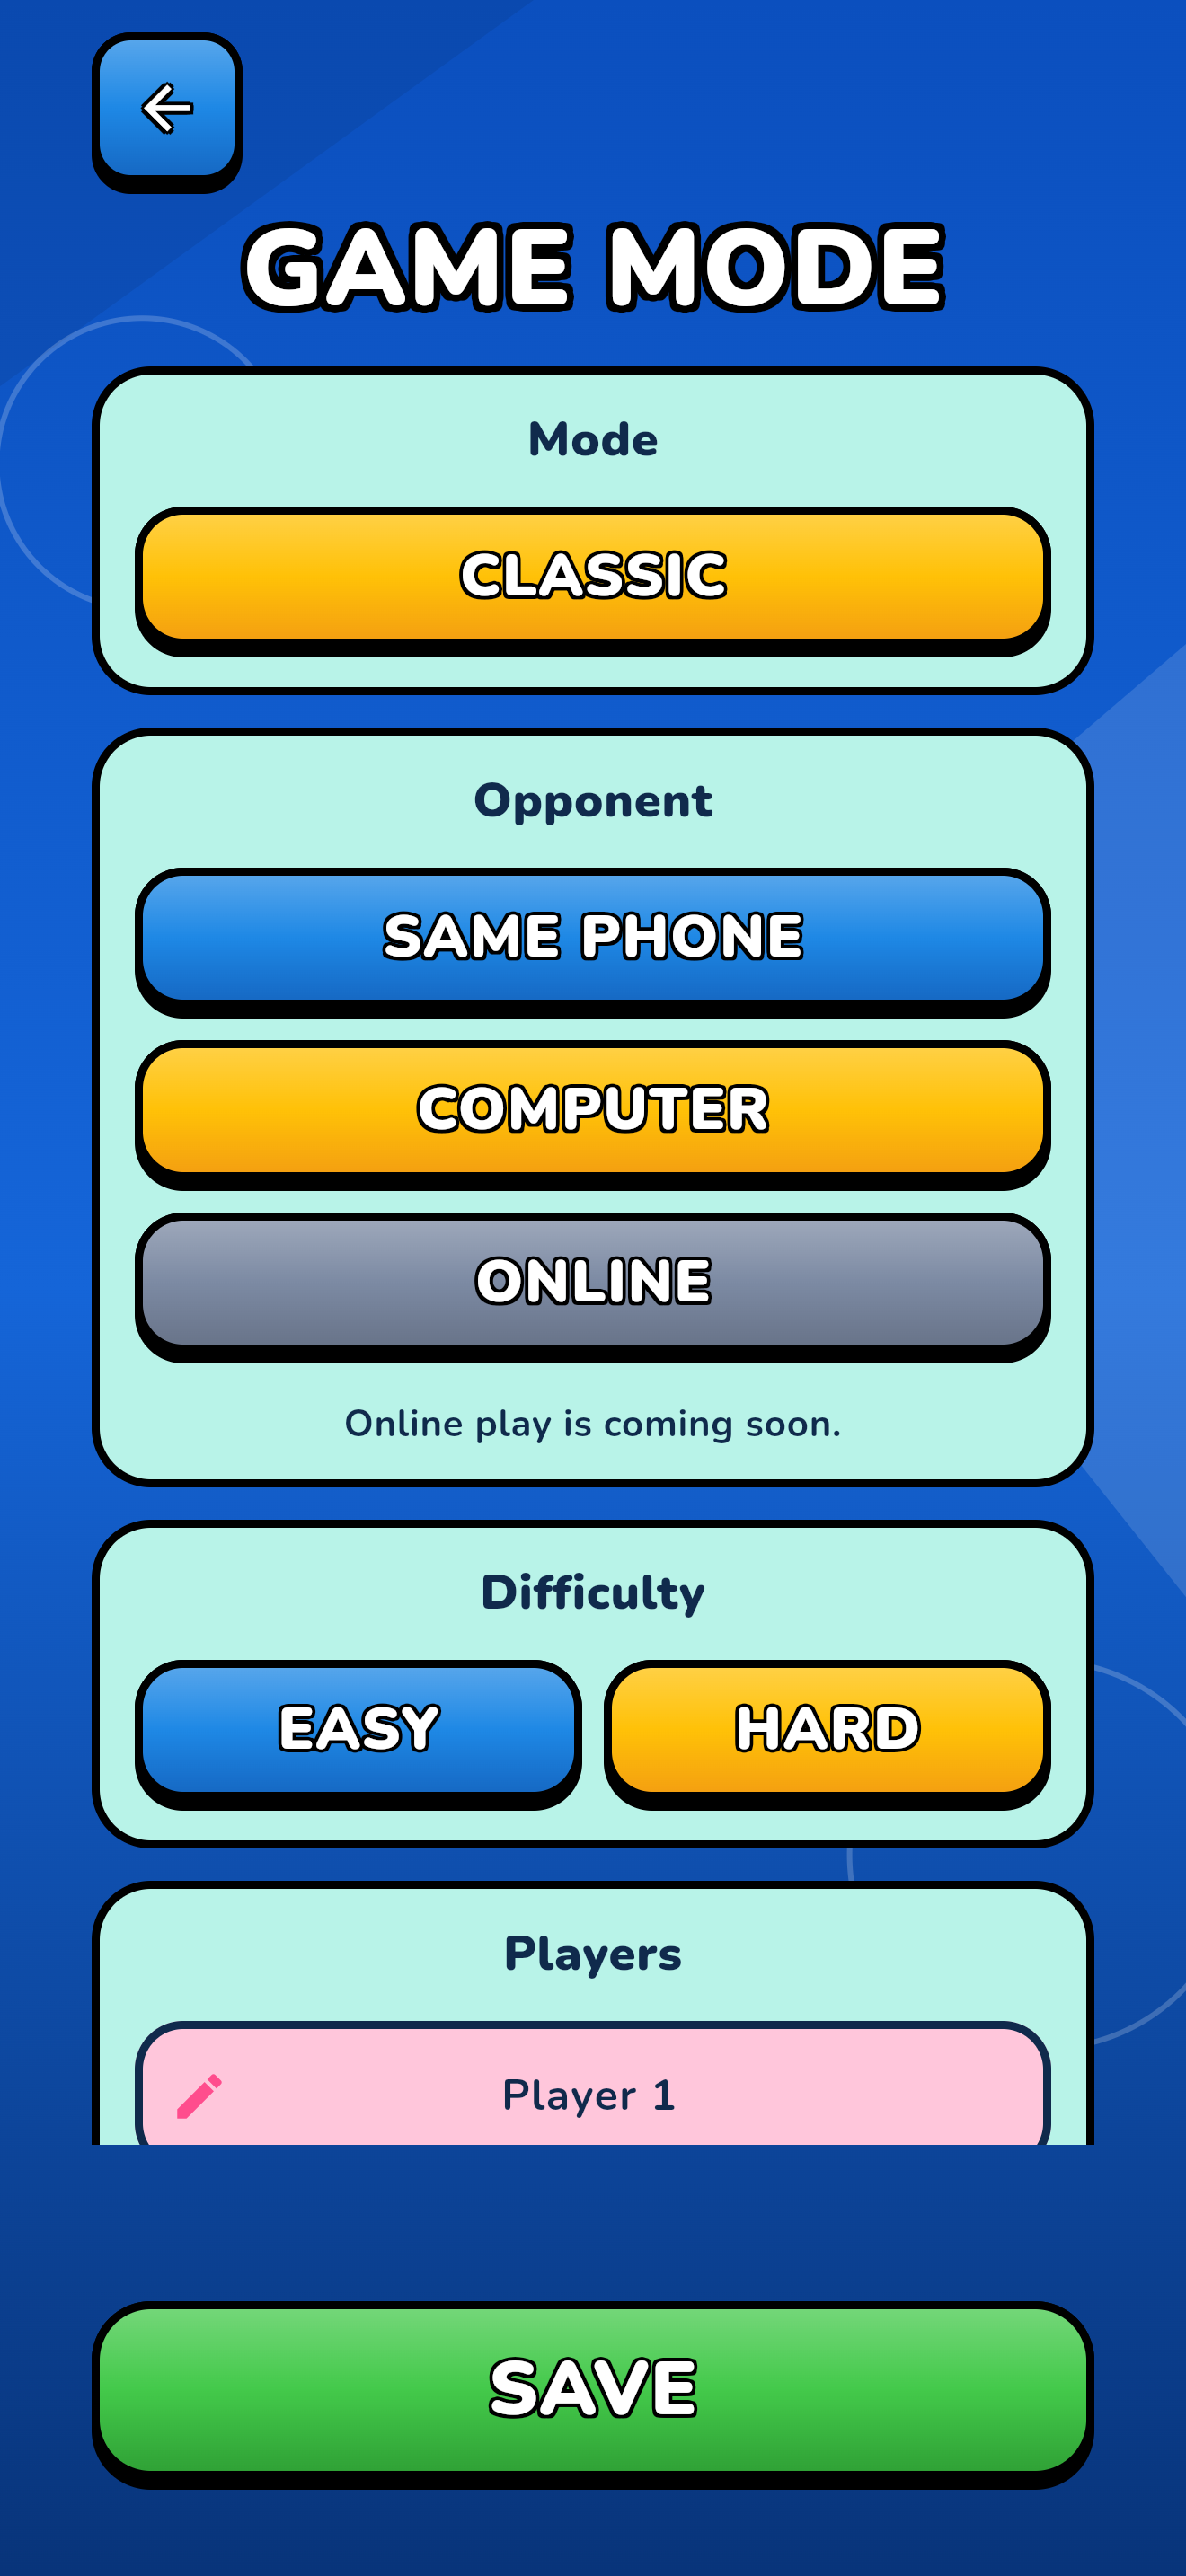 GAME MODE
Mode
CLASSIC
Opponent
SAME PHONE
COMPUTER
ONLINE
Online play is coming soon.
Difficulty
EASY
HARD
Players
Player 1
SAVE